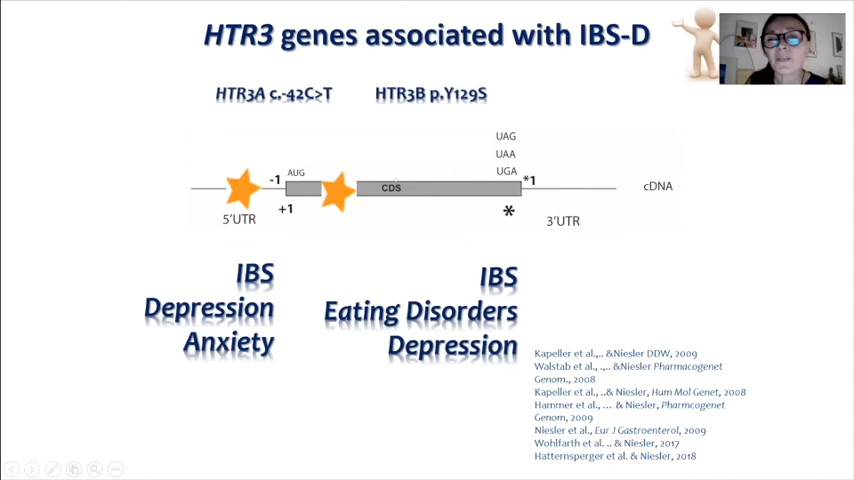 HTR3 genes associated with IBS-D
HTR3A c.-42C>T
HTR3B p.Y129S
UAG
UAA
UGA
AUG
-1
*1
CDS
cDNA
+1
*
5'UTR
3'UTR
IBS
Depression
Anxiety
IBS
Eating Disorders
Depression
Kapeller et al.,.. &Niesler DDW, 2009
Walstab et al., .,.. &Niesler Pharmacogenet
Genom., 2008
Kapeller et al., ..& Niesler, Hum Mol Genet, 2008
Hammer et al., ... & Niesler, Pharmcogenet
Genom, 2009
Niesler et al., Eur J Gastroenterol, 2009
Wohlfarth et al. .. & Niesler, 2017
Hatternsperger et al. & Niesler, 2018